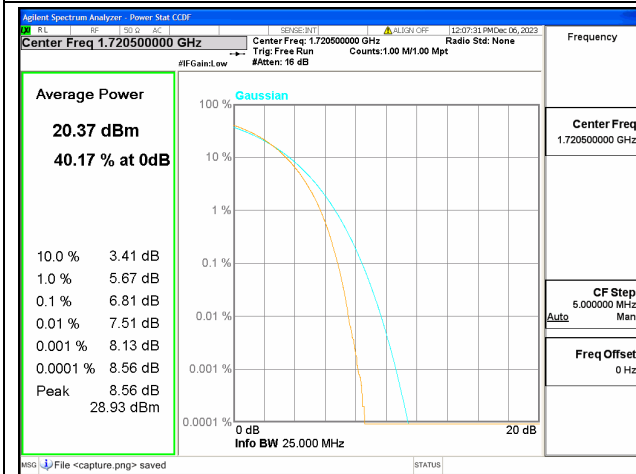 Agilent Spectrum Analyzer - Power Stat CCDF
RL RF 50 Ω AC SENSE:INT ALIGN OFF 12:07:31 PM Dec 06, 2023
Center Freq 1.720500000 GHz
Center Freq: 1.720500000 GHz Radio Std: None
Trig: Free Run Counts:1.00 M/1.00 Mpt
#IFGain:Low #Atten: 16 dB
Frequency
Center Freq
1.720500000 GHz
CF Step
5.000000 MHz
Auto Man
Freq Offset
0 Hz
Average Power
20.37 dBm
40.17 % at 0dB
10.0 % 3.41 dB
1.0 % 5.67 dB
0.1 % 6.81 dB
0.01 % 7.51 dB
0.001 % 8.13 dB
0.0001 % 8.56 dB
Peak 8.56 dB
28.93 dBm
Gaussian
100 %
10 %
1 %
0.1 %
0.01 %
0.001 %
0.0001 %
0 dB 20 dB
Info BW 25.000 MHz
MSG File <capture.png> saved STATUS